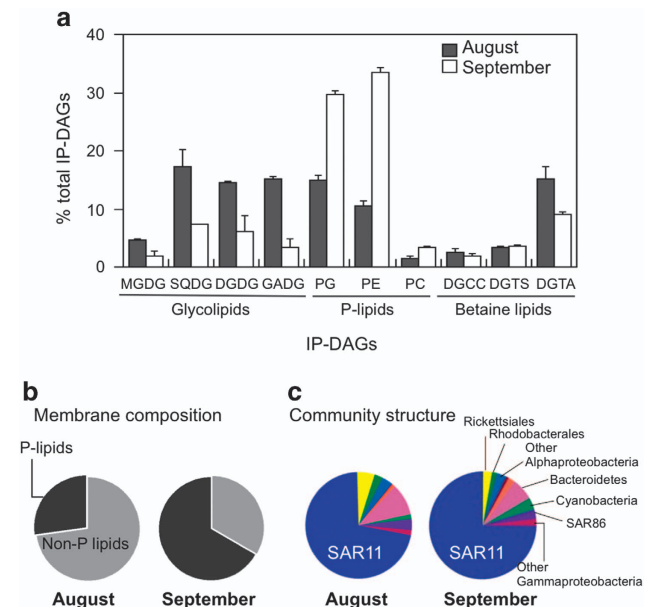 a
40
30
20
10
0
% total IP-DAGs
August
September
MGDG SQDG DGDG GADG PG PE PC DGCC DGTS DGTA
Glycolipids P-lipids Betaine lipids
IP-DAGs
b
Membrane composition
P-lipids
Non-P lipids
August September
c
Community structure
Rickettsiales
Rhodobacterales
Other
Alphaproteobacteria
Bacteroidetes
Cyanobacteria
SAR86
Other
Gammaproteobacteria
SAR11 SAR11
August September